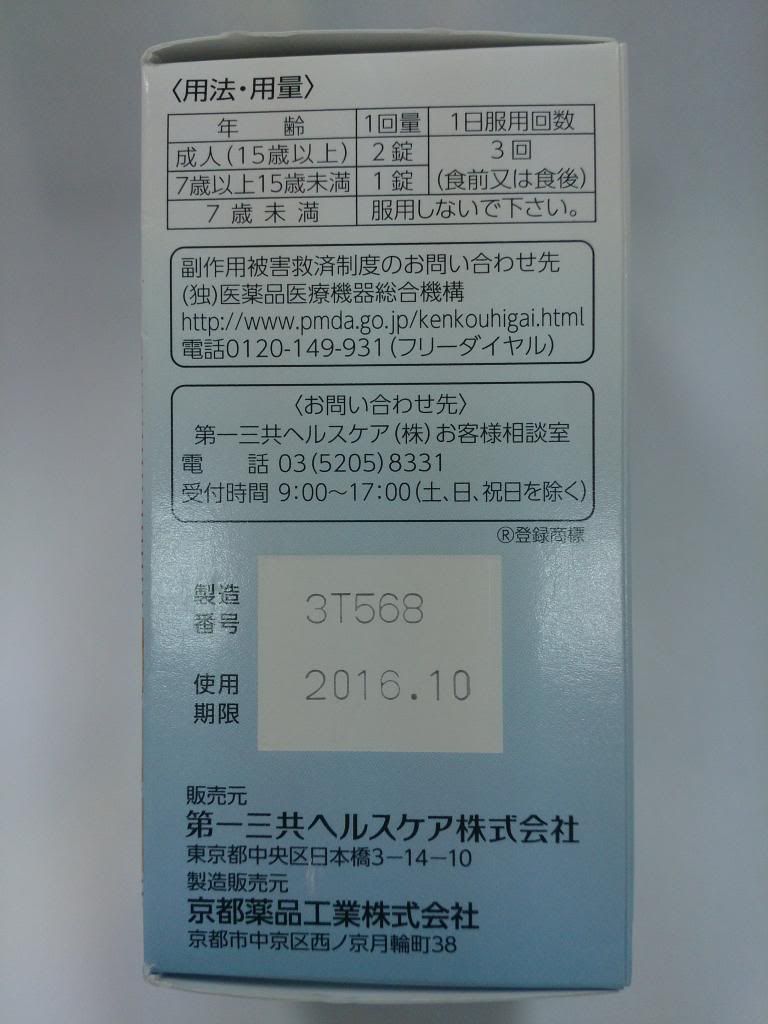 〈用法・用量〉
年 齢 1回量 1日服用回数
成人(15歳以上) 2錠 3回
7歳以上15歳未満 1錠 (食前又は食後)
7歳未満 服用しないで下さい。
副作用被害救済制度のお問い合わせ先
(独)医薬品医療機器総合機構
http://www.pmda.go.jp/kenkouhigai.html
電話0120-149-931(フリーダイヤル)
〈お問い合わせ先〉
第一三共ヘルスケア(株)お客様相談室
電 話 03(5205)8331
受付時間 9:00〜17:00(土、日、祝日を除く)
Ⓡ登録商標
製造
番号
3T568
使用
期限
2016.10
販売元
第一三共ヘルスケア株式会社
東京都中央区日本橋3-14-10
製造販売元
京都薬品工業株式会社
京都市中京区西ノ京月輪町38